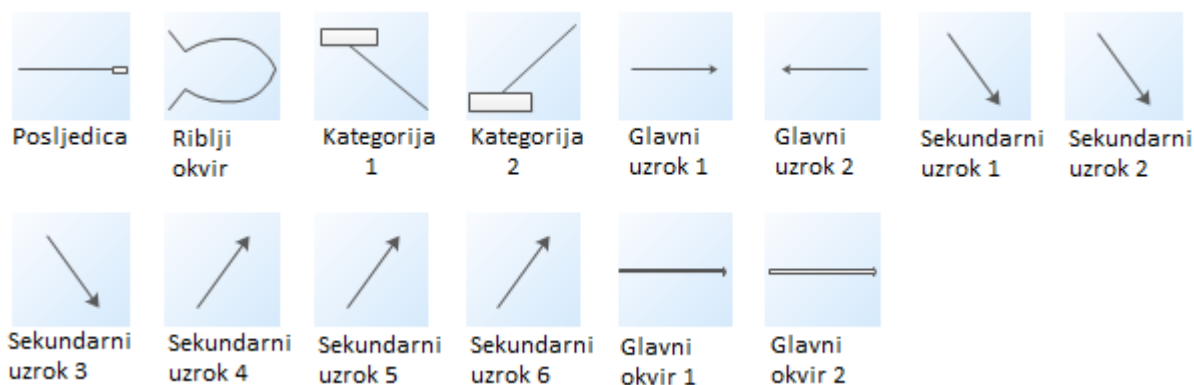 Posljedica
Riblji
okvir
Kategorija
1
Kategorija
2
Glavni
uzrok 1
Glavni
uzrok 2
Sekundarni
uzrok 1
Sekundarni
uzrok 2
Sekundarni
uzrok 3
Sekundarni
uzrok 4
Sekundarni
uzrok 5
Sekundarni
uzrok 6
Glavni
okvir 1
Glavni
okvir 2